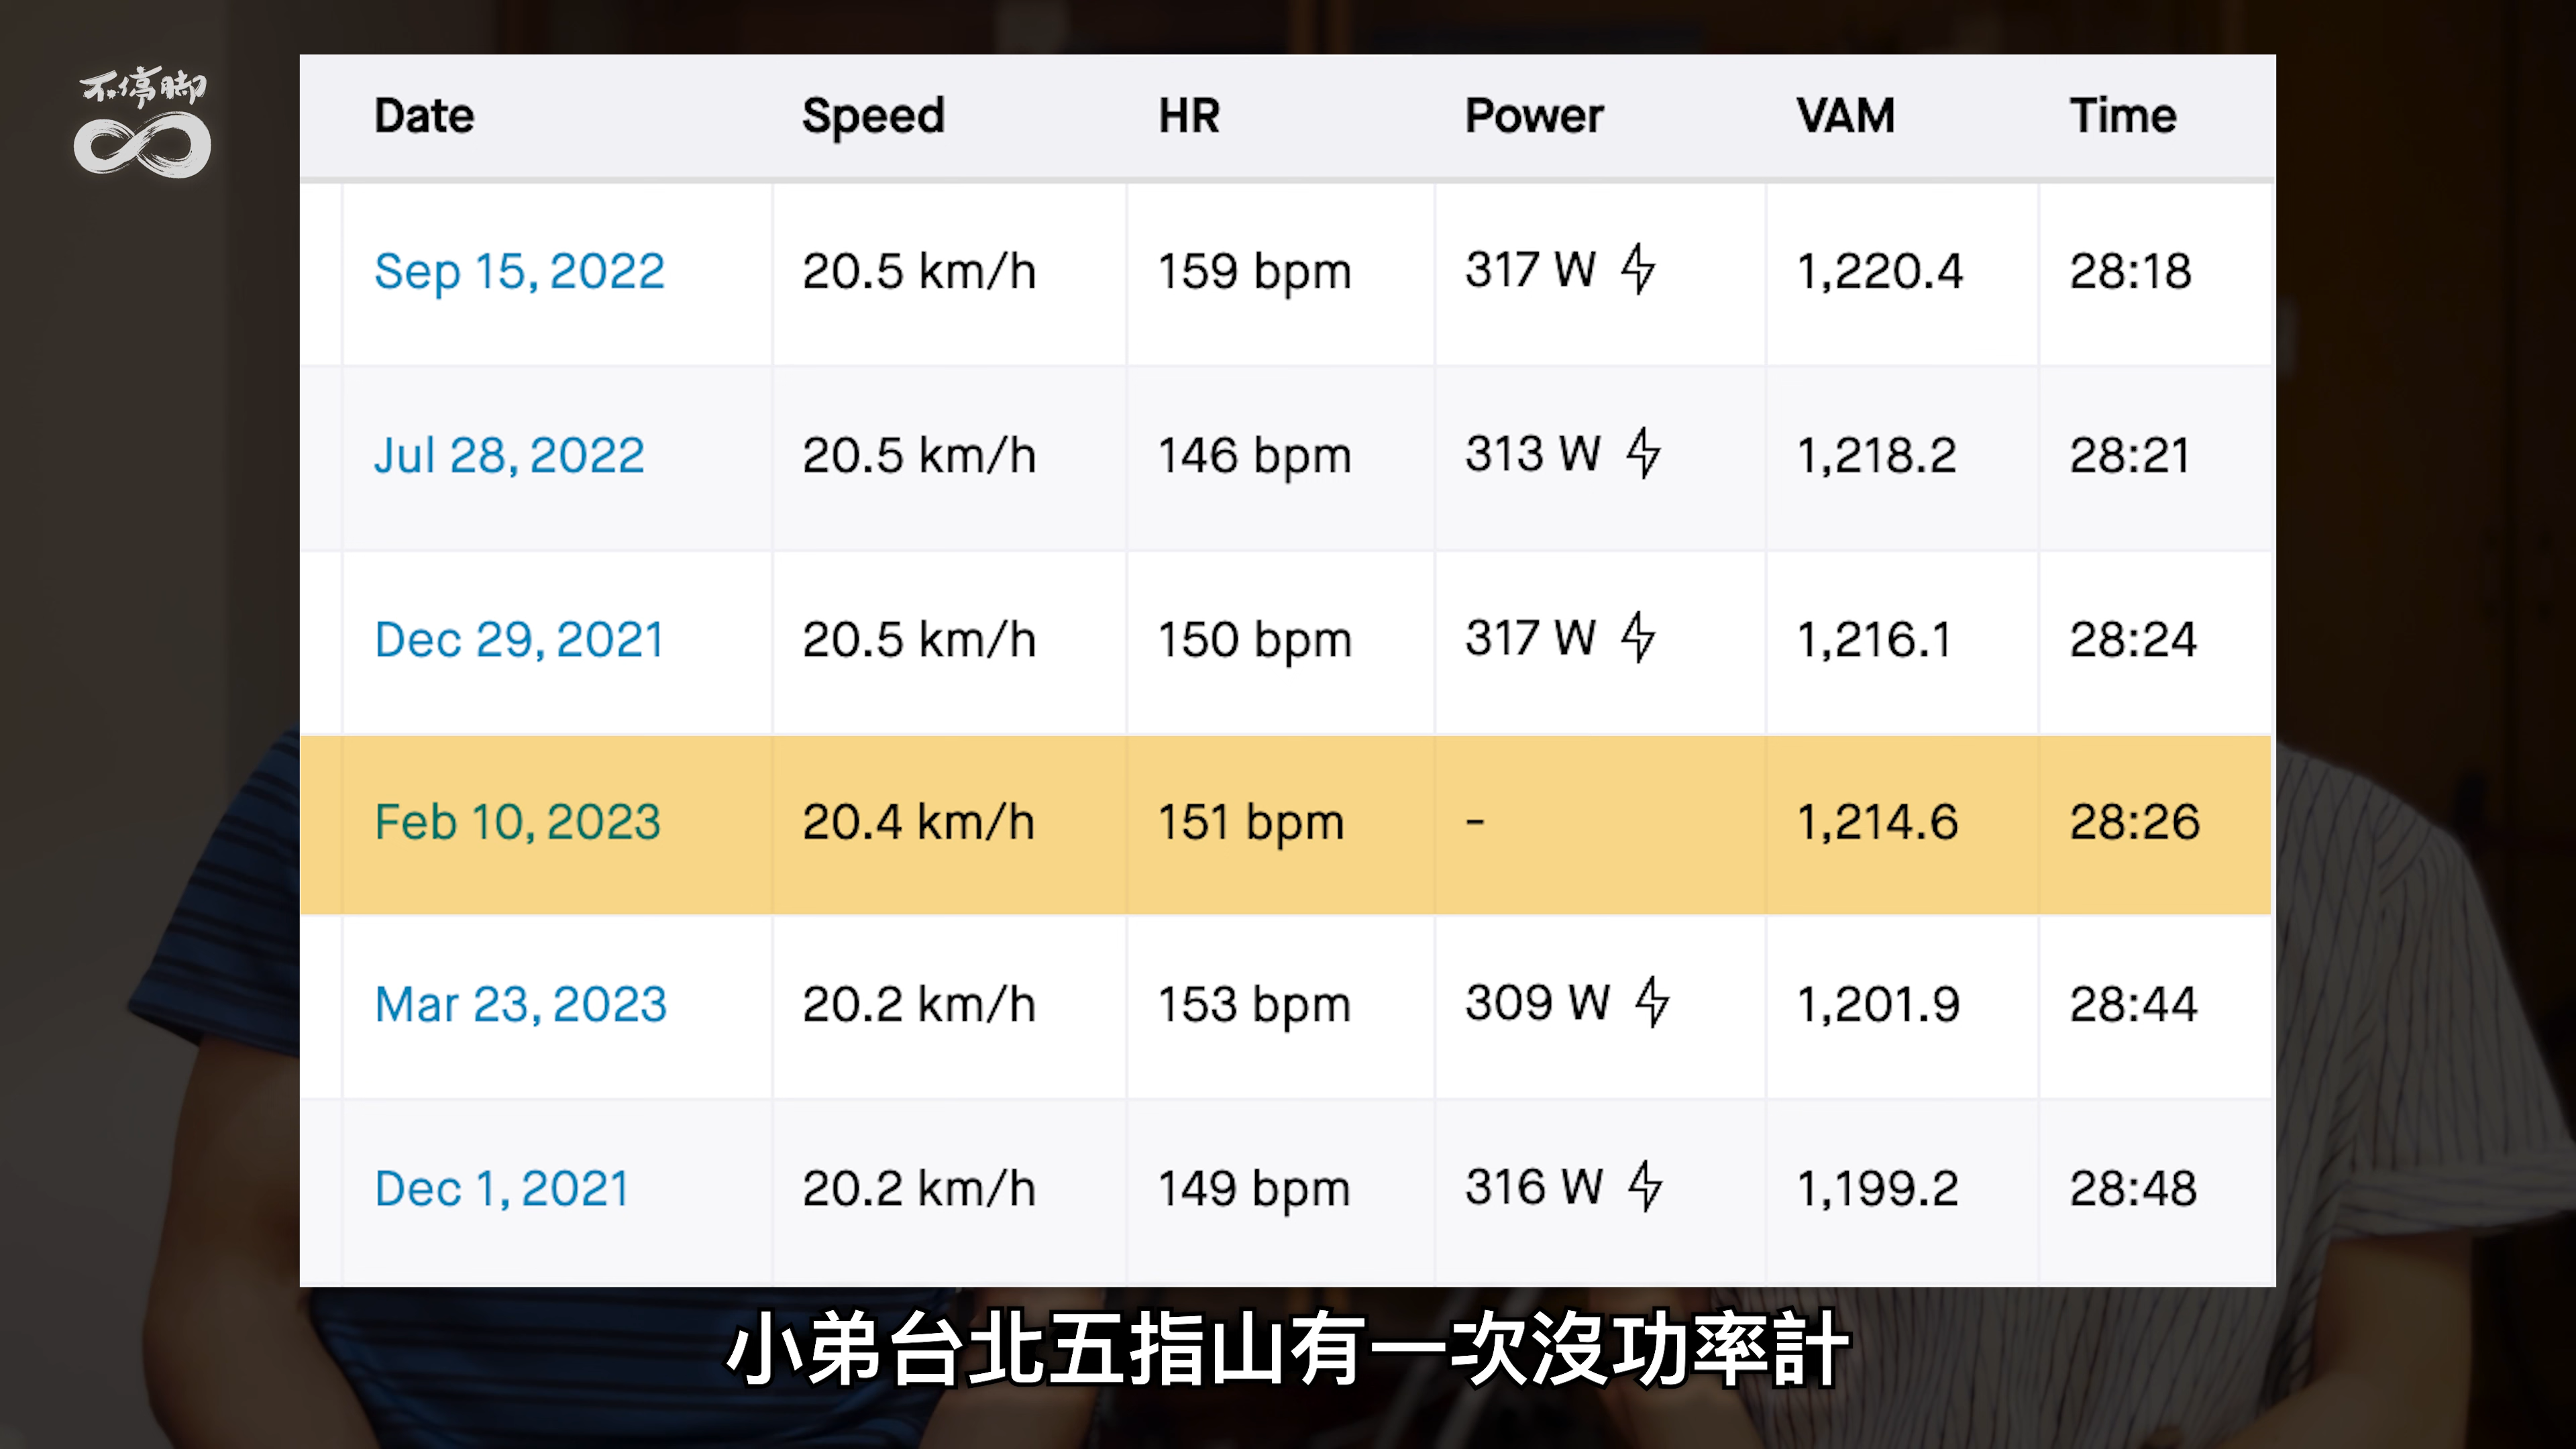 不停脚
Date Speed HR Power VAM Time
Sep 15, 2022 20.5 km/h 159 bpm 317 W 1,220.4 28:18
Jul 28, 2022 20.5 km/h 146 bpm 313 W 1,218.2 28:21
Dec 29, 2021 20.5 km/h 150 bpm 317 W 1,216.1 28:24
Feb 10, 2023 20.4 km/h 151 bpm - 1,214.6 28:26
Mar 23, 2023 20.2 km/h 153 bpm 309 W 1,201.9 28:44
Dec 1, 2021 20.2 km/h 149 bpm 316 W 1,199.2 28:48
小弟台北五指山有一次沒功率計